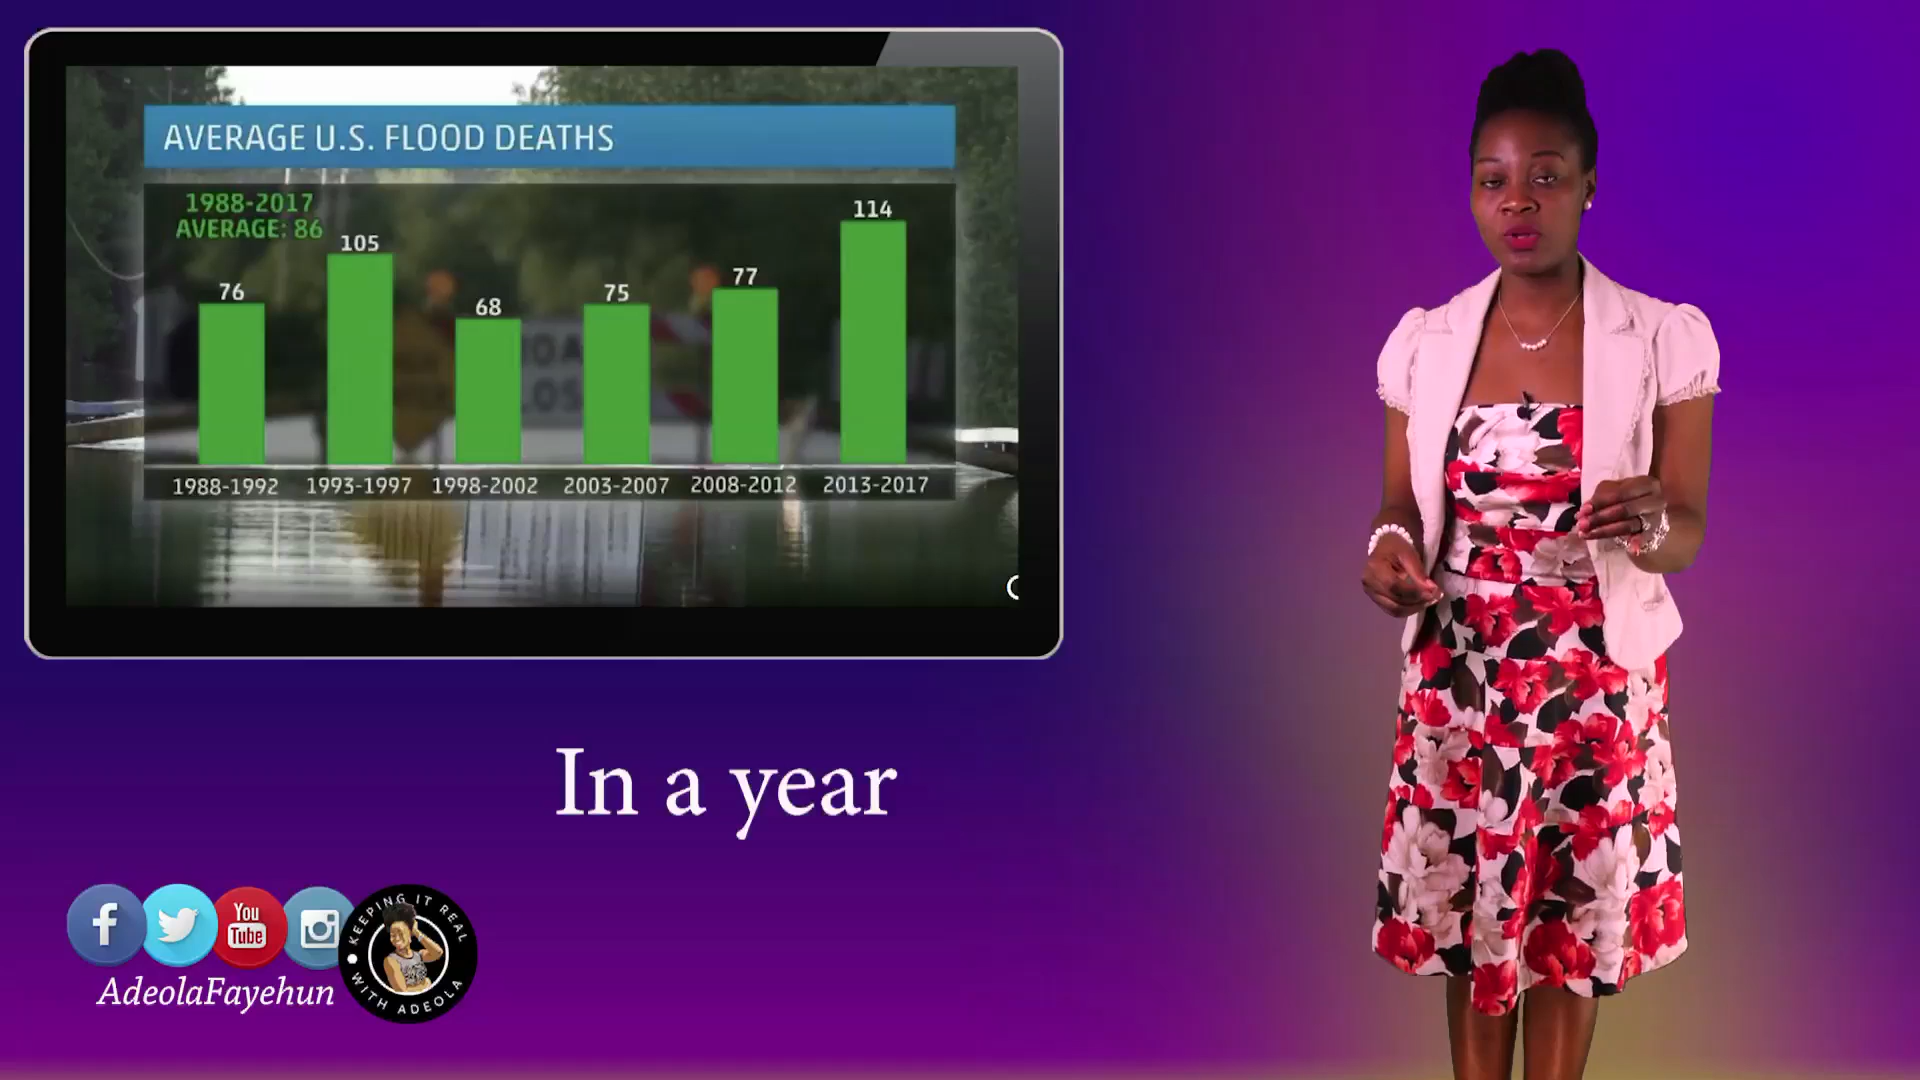 AVERAGE U.S. FLOOD DEATHS
1988-2017
AVERAGE: 86
76
105
68
75
77
114
1988-1992
1993-1997
1998-2002
2003-2007
2008-2012
2013-2017
In a year
f
You
Tube
KEEPING IT REAL
WITH ADEOLA
AdeolaFayehun